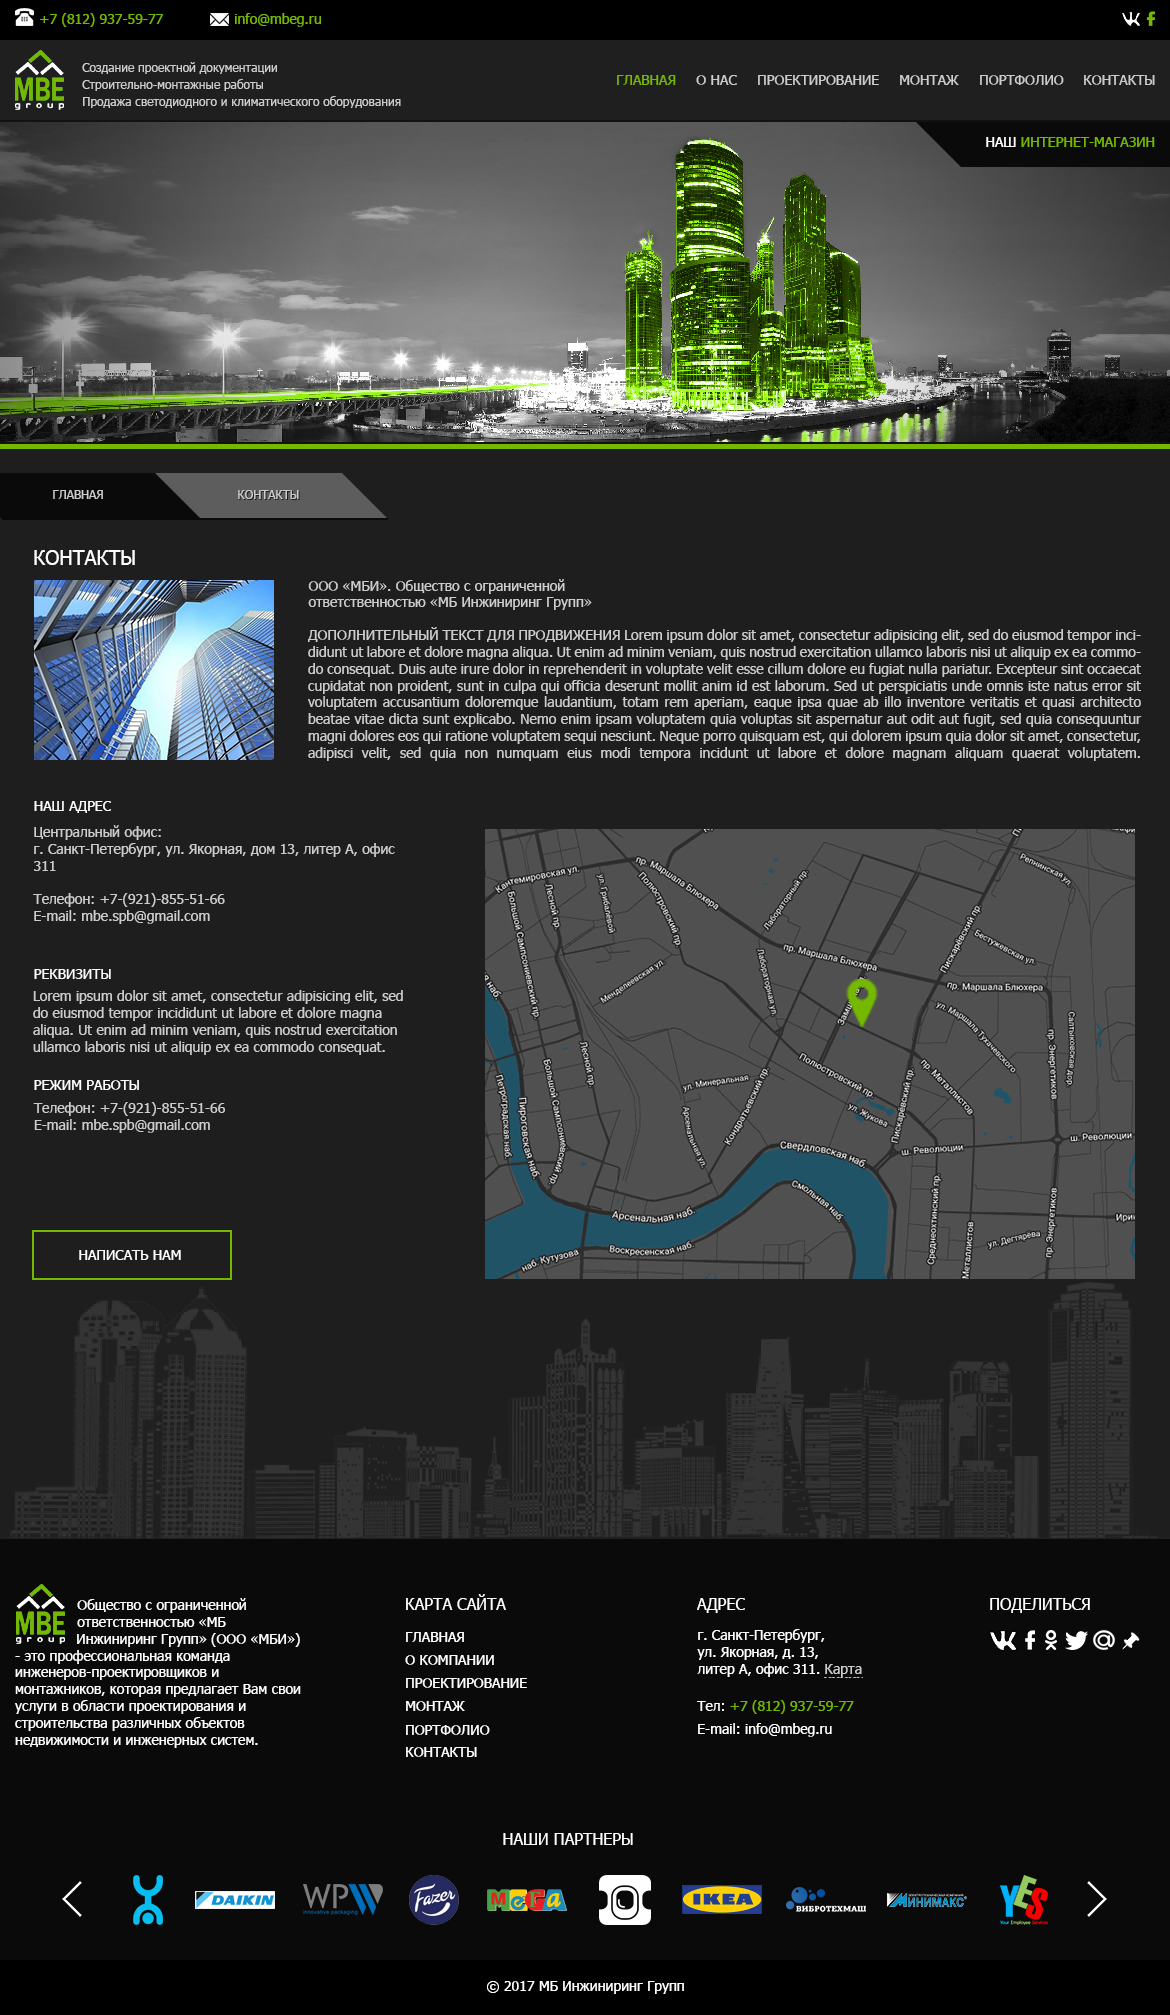 +7 (812) 937-59-77
info@mbeg.ru
MBE
group
Создание проектной документации
Строительно-монтажные работы
Продажа светодиодного и климатического оборудования
ГЛАВНАЯ О НАС ПРОЕКТИРОВАНИЕ МОНТАЖ ПОРТФОЛИО КОНТАКТЫ
НАШ ИНТЕРНЕТ-МАГАЗИН
ГЛАВНАЯ
КОНТАКТЫ
КОНТАКТЫ
ООО «МБИ». Общество с ограниченной
ответственностью «МБ Инжиниринг Групп»
ДОПОЛНИТЕЛЬНЫЙ ТЕКСТ ДЛЯ ПРОДВИЖЕНИЯ Lorem ipsum dolor sit amet, consectetur adipisicing elit, sed do eiusmod tempor inci-
didunt ut labore et dolore magna aliqua. Ut enim ad minim veniam, quis nostrud exercitation ullamco laboris nisi ut aliquip ex ea commo-
do consequat. Duis aute irure dolor in reprehenderit in voluptate velit esse cillum dolore eu fugiat nulla pariatur. Excepteur sint occaecat
cupidatat non proident, sunt in culpa qui officia deserunt mollit anim id est laborum. Sed ut perspiciatis unde omnis iste natus error sit
voluptatem accusantium doloremque laudantium, totam rem aperiam, eaque ipsa quae ab illo inventore veritatis et quasi architecto
beatae vitae dicta sunt explicabo. Nemo enim ipsam voluptatem quia voluptas sit aspernatur aut odit aut fugit, sed quia consequuntur
magni dolores eos qui ratione voluptatem sequi nesciunt. Neque porro quisquam est, qui dolorem ipsum quia dolor sit amet, consectetur,
adipisci velit, sed quia non numquam eius modi tempora incidunt ut labore et dolore magnam aliquam quaerat voluptatem.
НАШ АДРЕС
Центральный офис:
г. Санкт-Петербург, ул. Якорная, дом 13, литер А, офис
311
Телефон: +7-(921)-855-51-66
E-mail: mbe.spb@gmail.com
РЕКВИЗИТЫ
Lorem ipsum dolor sit amet, consectetur adipisicing elit, sed
do eiusmod tempor incididunt ut labore et dolore magna
aliqua. Ut enim ad minim veniam, quis nostrud exercitation
ullamco laboris nisi ut aliquip ex ea commodo consequat.
РЕЖИМ РАБОТЫ
Телефон: +7-(921)-855-51-66
E-mail: mbe.spb@gmail.com
НАПИСАТЬ НАМ
Кантемировская ул.
пр. Маршала Блюхера
Полюстровский пр.
ул. Грибалёвой
Лесной пр.
Большой Сампсониевский пр.
Лабораторный пр.
Репнинская ул.
Пискарёвский пр.
Бестужевская ул.
пр. Маршала Блюхера
Лабораторная ул.
Менделеевская ул.
пр. Маршала Блюхера
ул. Маршала Тухачевского
пр. Энергетиков
Лесной пр.
Полюстровский пр.
пр. Металлистов
ул. Минеральная
Кондратьевский пр.
ул. Жукова
Пискарёвский пр.
Арсенальная ул.
Петроградская наб.
Пироговская наб.
Большой Сампсониевский пр.
Свердловская наб.
ш. Революции
ш. Революции
Смольная наб.
Арсенальная наб.
Воскресенская наб.
наб. Кутузова
Среднеохтинский пр.
Металлистов
ул. Дегтярёва
пр. Энергетиков
MBE
group
Общество с ограниченной
ответственностью «МБ
Инжиниринг Групп» (ООО «МБИ»)
- это профессиональная команда
инженеров-проектировщиков и
монтажников, которая предлагает Вам свои
услуги в области проектирования и
строительства различных объектов
недвижимости и инженерных систем.
КАРТА САЙТА
ГЛАВНАЯ
О КОМПАНИИ
ПРОЕКТИРОВАНИЕ
МОНТАЖ
ПОРТФОЛИО
КОНТАКТЫ
АДРЕС
г. Санкт-Петербург,
ул. Якорная, д. 13,
литер А, офис 311. Карта
Тел: +7 (812) 937-59-77
E-mail: info@mbeg.ru
ПОДЕЛИТЬСЯ
НАШИ ПАРТНЕРЫ
DAIKIN
WPW
innovative packaging
Fazer
МЕGА
IKEA
ВИБРОТЕХМАШ
МИНИМАКС
YES
Your Employee Services
© 2017 МБ Инжиниринг Групп